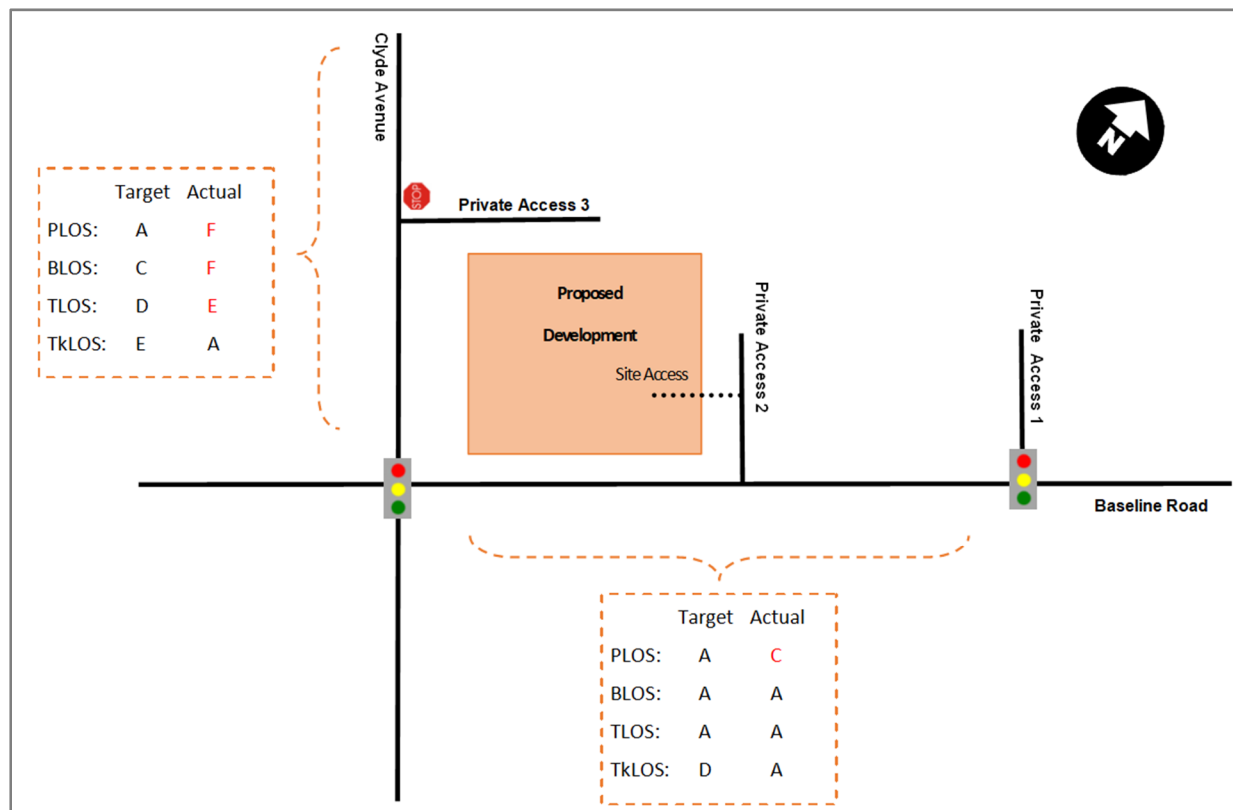 Clyde Avenue
N
Target Actual
PLOS: A F
BLOS: C F
TLOS: D E
TkLOS: E A
STOP
Private Access 3
Proposed
Development
Site Access
Private Access 2
Private Access 1
Baseline Road
Target Actual
PLOS: A C
BLOS: A A
TLOS: A A
TkLOS: D A